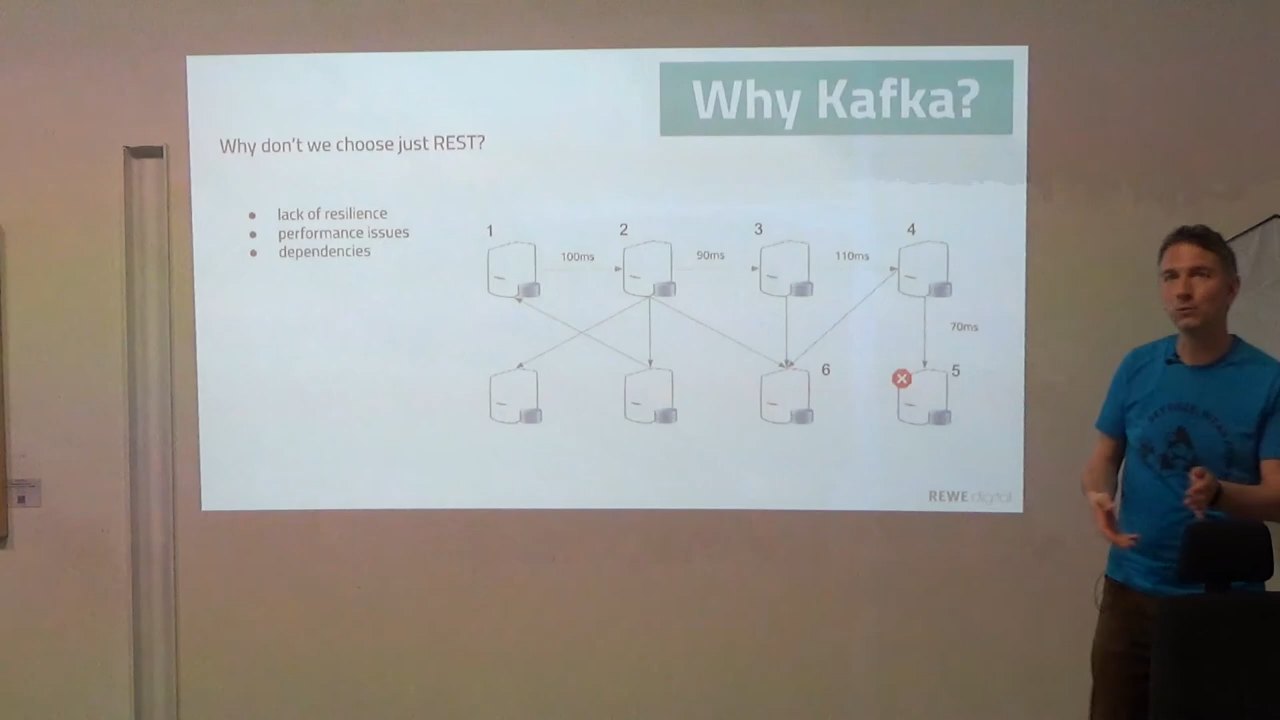 Why Kafka?
Why don't we choose just REST?
lack of resilience
performance issues
dependencies
1
2
3
4
100ms
90ms
110ms
70ms
6
5
REWE digital